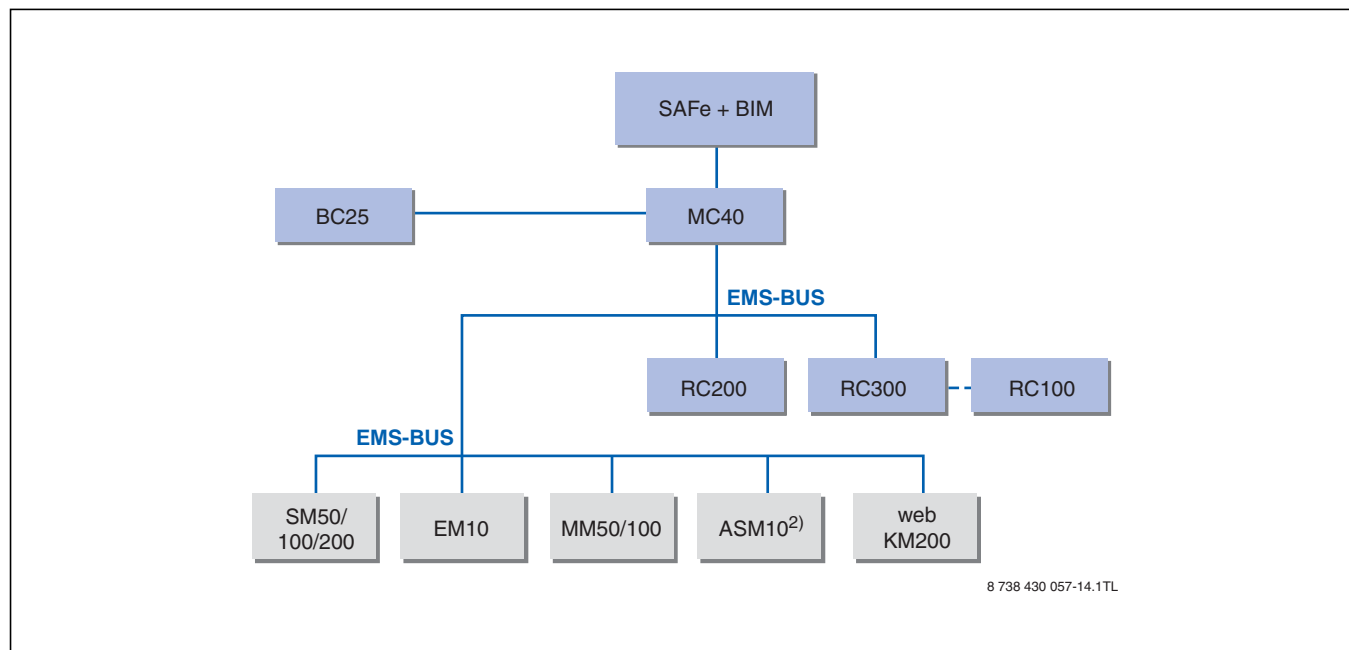 SAFe + BIM
BC25
MC40
EMS-BUS
RC200
RC300
RC100
EMS-BUS
SM50/
100/200
EM10
MM50/100
ASM10²⁾
web
KM200
8 738 430 057-14.1TL